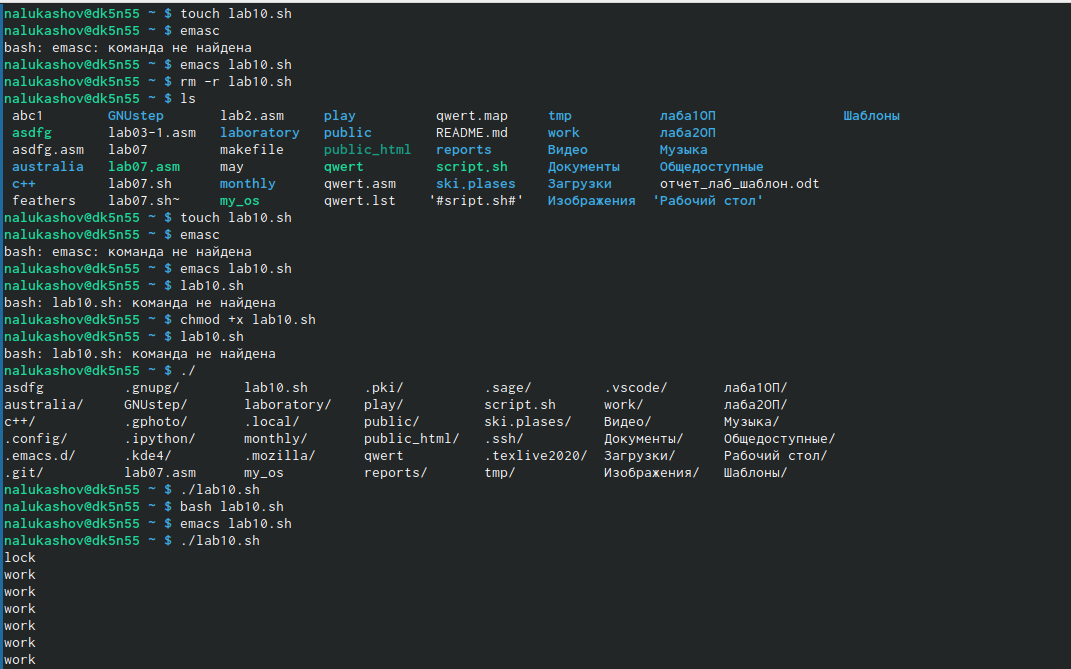 nalukashov@dk5n55 ~ $ touch lab10.sh
nalukashov@dk5n55 ~ $ emasc
bash: emasc: команда не найдена
nalukashov@dk5n55 ~ $ emacs lab10.sh
nalukashov@dk5n55 ~ $ rm -r lab10.sh
nalukashov@dk5n55 ~ $ ls
abc1 GNUstep lab2.asm play qwert.map tmp лаба1ОП Шаблоны
asdfg lab03-1.asm laboratory public README.md work лаба2ОП
asdfg.asm lab07 makefile public_html reports Видео Музыка
australia lab07.asm may qwert script.sh Документы Общедоступные
c++ lab07.sh monthly qwert.asm ski.plases Загрузки отчет_лаб_шаблон.odt
feathers lab07.sh~ my_os qwert.lst '#sript.sh#' Изображения 'Рабочий стол'
nalukashov@dk5n55 ~ $ touch lab10.sh
nalukashov@dk5n55 ~ $ emasc
bash: emasc: команда не найдена
nalukashov@dk5n55 ~ $ emacs lab10.sh
nalukashov@dk5n55 ~ $ lab10.sh
bash: lab10.sh: команда не найдена
nalukashov@dk5n55 ~ $ chmod +x lab10.sh
nalukashov@dk5n55 ~ $ lab10.sh
bash: lab10.sh: команда не найдена
nalukashov@dk5n55 ~ $ ./
asdfg .gnupg/ lab10.sh .pki/ .sage/ .vscode/ лаба1ОП/
australia/ GNUstep/ laboratory/ play/ script.sh work/ лаба2ОП/
c++/ .gphoto/ .local/ public/ ski.plases/ Видео/ Музыка/
.config/ .ipython/ monthly/ public_html/ .ssh/ Документы/ Общедоступные/
.emacs.d/ .kde4/ .mozilla/ qwert .texlive2020/ Загрузки/ Рабочий стол/
.git/ lab07.asm my_os reports/ tmp/ Изображения/ Шаблоны/
nalukashov@dk5n55 ~ $ ./lab10.sh
nalukashov@dk5n55 ~ $ bash lab10.sh
nalukashov@dk5n55 ~ $ emacs lab10.sh
nalukashov@dk5n55 ~ $ ./lab10.sh
lock
work
work
work
work
work
work